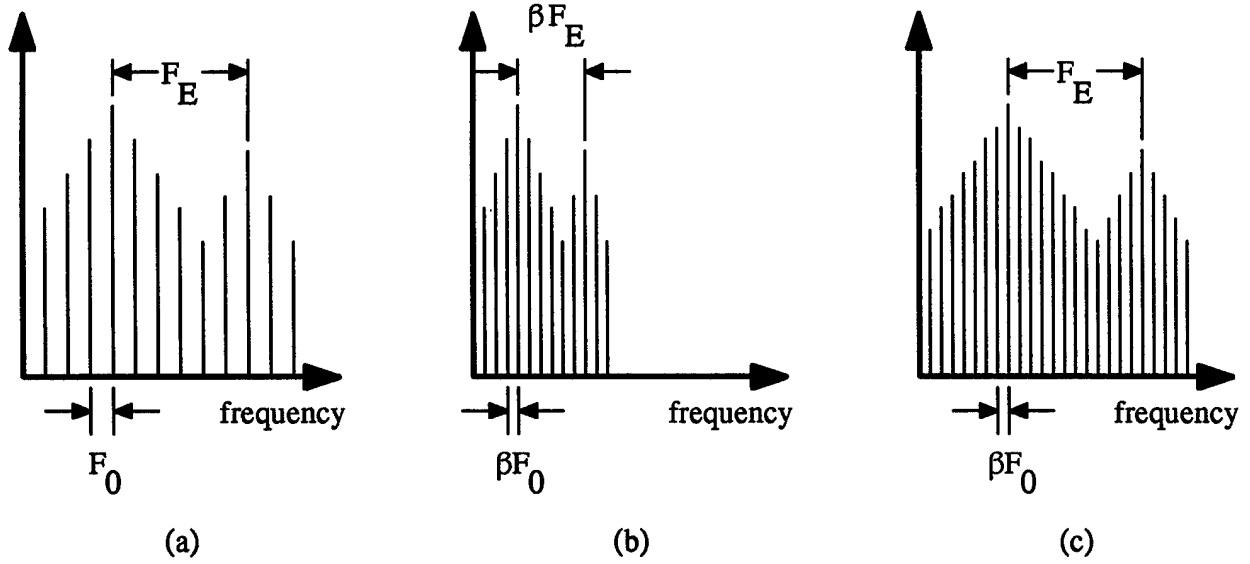 F_E
frequency
F_0
(a)
βF_E
frequency
βF_0
(b)
F_E
frequency
βF_0
(c)